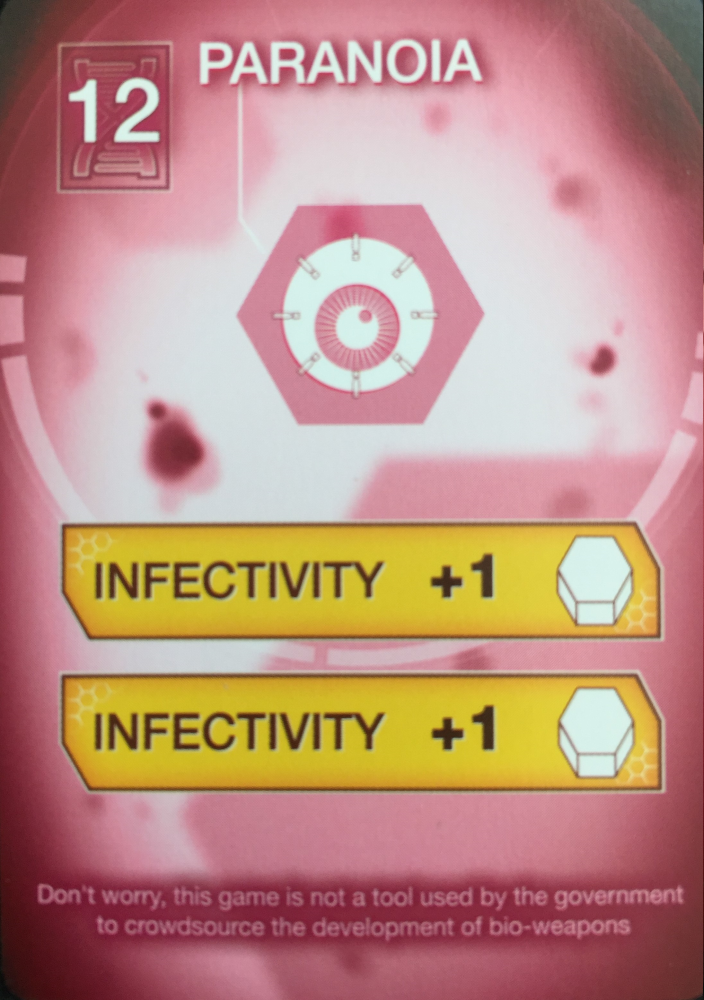 12
PARANOIA
INFECTIVITY +1
INFECTIVITY +1
Don't worry, this game is not a tool used by the government
to crowdsource the development of bio-weapons